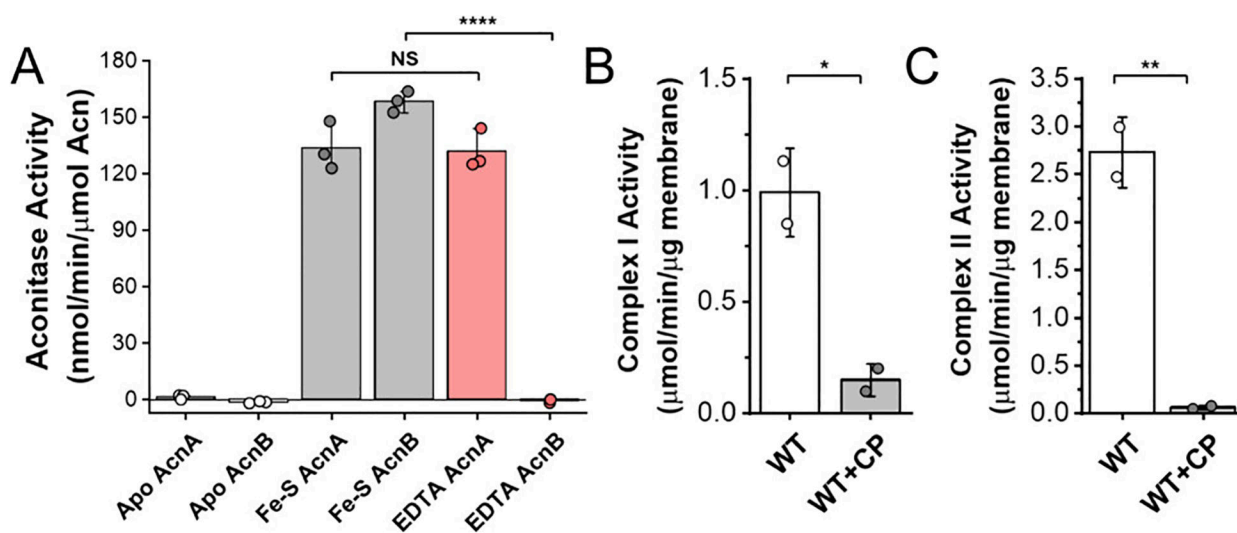 A
Aconitase Activity
(nmol/min/μmol Acn)
180
150
120
90
60
30
0
NS
****
Apo AcnA
Apo AcnB
Fe-S AcnA
Fe-S AcnB
EDTA AcnA
EDTA AcnB
B
Complex I Activity
(μmol/min/μg membrane)
1.5
1.0
0.5
0.0
*
WT
WT+CP
C
Complex II Activity
(μmol/min/μg membrane)
3.5
3.0
2.5
2.0
1.5
1.0
0.5
0.0
**
WT
WT+CP